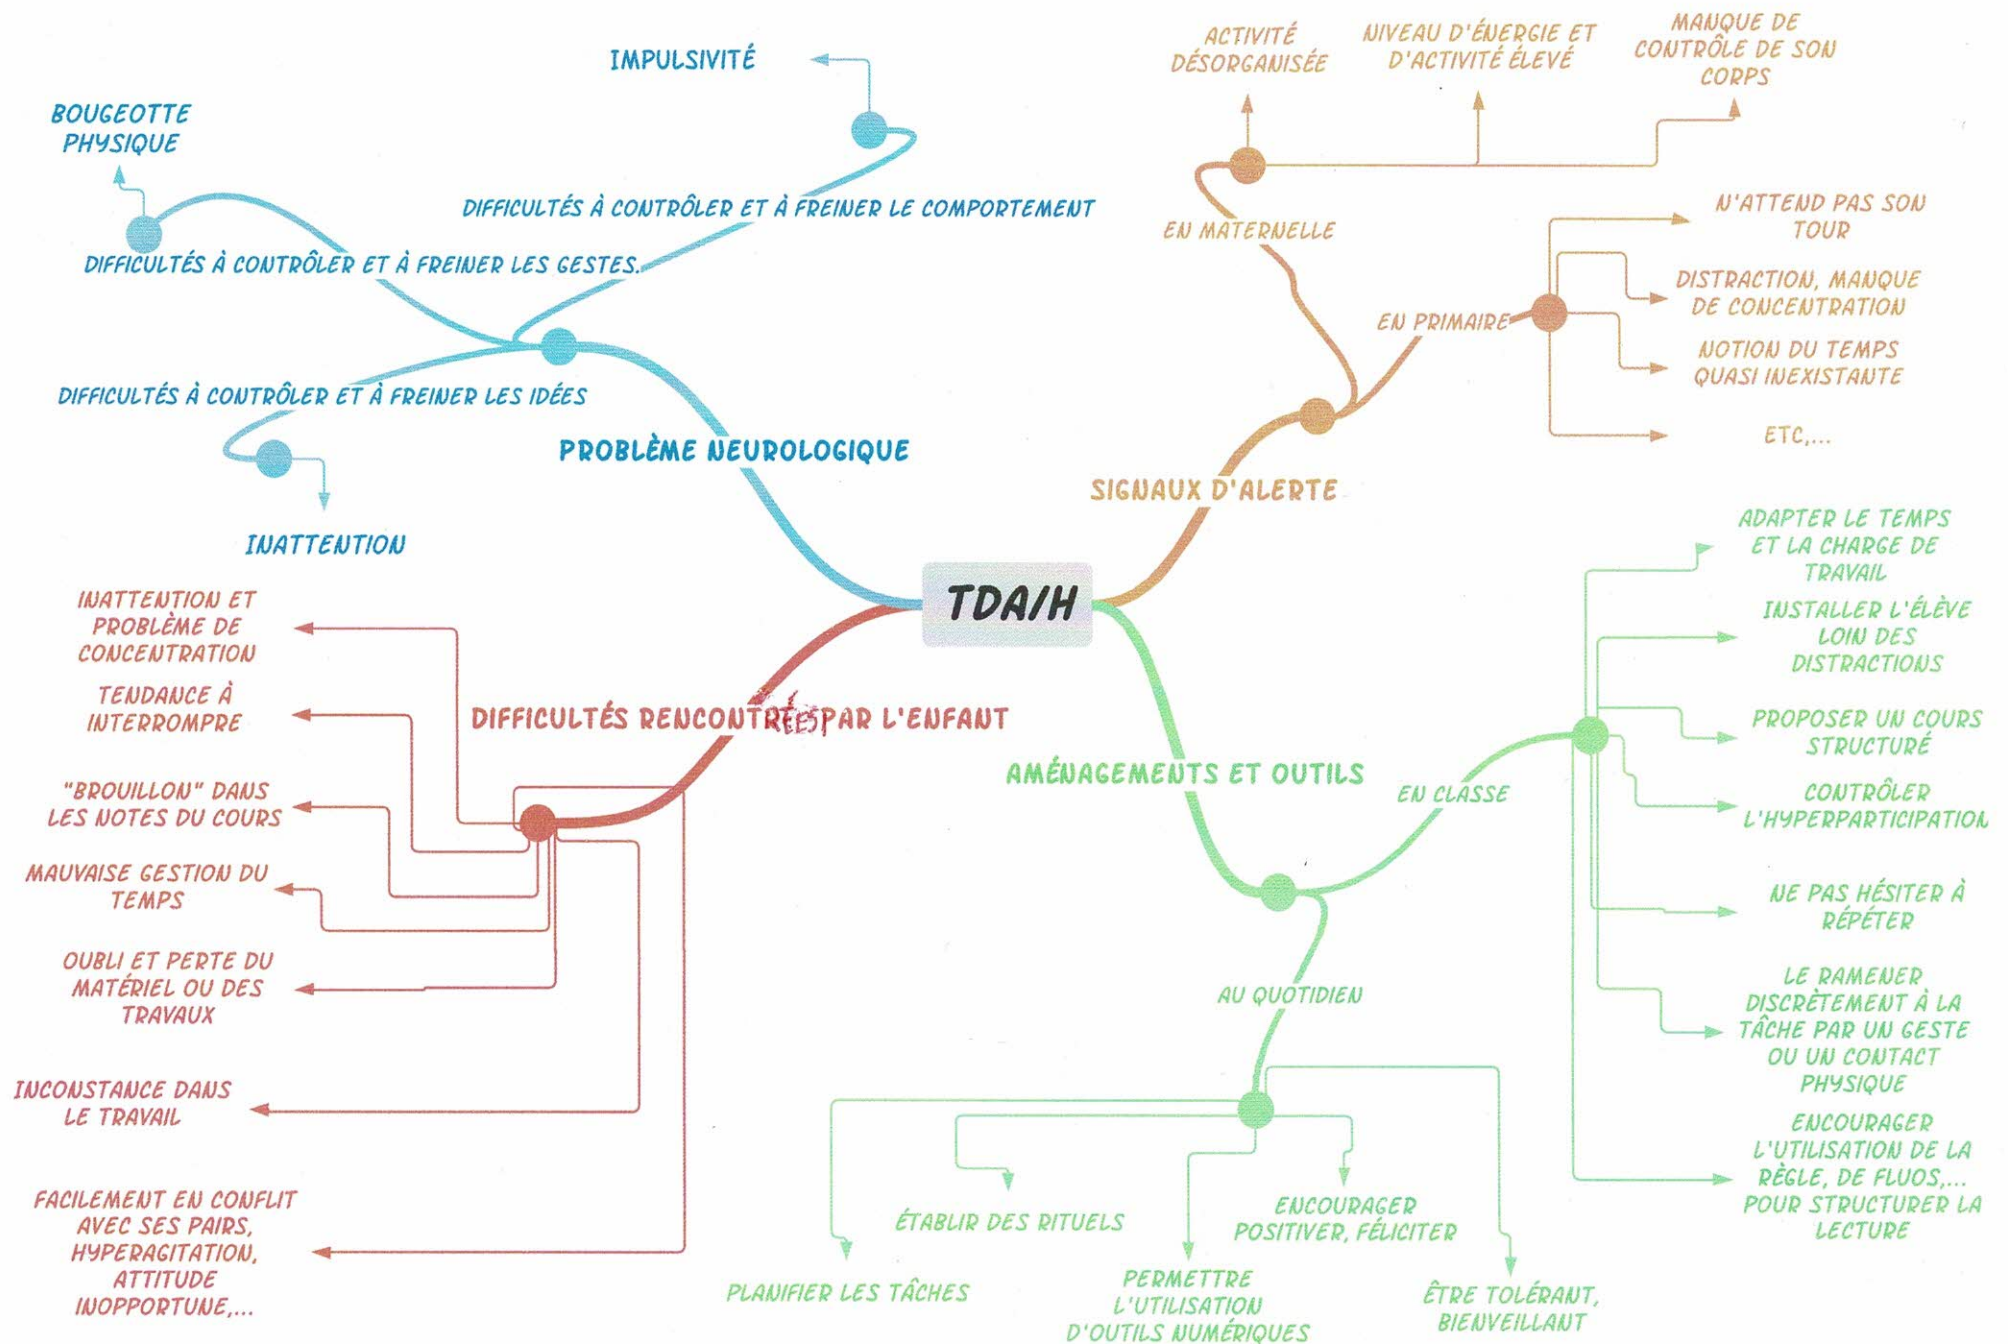 TDA/H
PROBLÈME NEUROLOGIQUE
DIFFICULTÉS À CONTRÔLER ET À FREINER LE COMPORTEMENT
IMPULSIVITÉ
DIFFICULTÉS À CONTRÔLER ET À FREINER LES GESTES.
BOUGEOTTE
PHYSIQUE
DIFFICULTÉS À CONTRÔLER ET À FREINER LES IDÉES
INATTENTION
SIGNAUX D'ALERTE
EN MATERNELLE
ACTIVITÉ
DÉSORGANISÉE
NIVEAU D'ÉNERGIE ET
D'ACTIVITÉ ÉLEVÉ
MANQUE DE
CONTRÔLE DE SON
CORPS
EN PRIMAIRE
N'ATTEND PAS SON
TOUR
DISTRACTION, MANQUE
DE CONCENTRATION
NOTION DU TEMPS
QUASI INEXISTANTE
ETC,...
DIFFICULTÉS RENCONTRÉES PAR L'ENFANT
INATTENTION ET
PROBLÈME DE
CONCENTRATION
TENDANCE À
INTERROMPRE
"BROUILLON" DANS
LES NOTES DU COURS
MAUVAISE GESTION DU
TEMPS
OUBLI ET PERTE DU
MATÉRIEL OU DES
TRAVAUX
INCONSTANCE DANS
LE TRAVAIL
FACILEMENT EN CONFLIT
AVEC SES PAIRS,
HYPERAGITATION,
ATTITUDE
INOPPORTUNE,...
AMÉNAGEMENTS ET OUTILS
EN CLASSE
ADAPTER LE TEMPS
ET LA CHARGE DE
TRAVAIL
INSTALLER L'ÉLÈVE
LOIN DES
DISTRACTIONS
PROPOSER UN COURS
STRUCTURÉ
CONTRÔLER
L'HYPERPARTICIPATION
NE PAS HÉSITER À
RÉPÉTER
LE RAMENER
DISCRÈTEMENT À LA
TÂCHE PAR UN GESTE
OU UN CONTACT
PHYSIQUE
ENCOURAGER
L'UTILISATION DE LA
RÈGLE, DE FLUOS,...
POUR STRUCTURER LA
LECTURE
AU QUOTIDIEN
PLANIFIER LES TÂCHES
ÉTABLIR DES RITUELS
PERMETTRE
L'UTILISATION
D'OUTILS NUMÉRIQUES
ENCOURAGER
POSITIVER, FÉLICITER
ÊTRE TOLÉRANT,
BIENVEILLANT